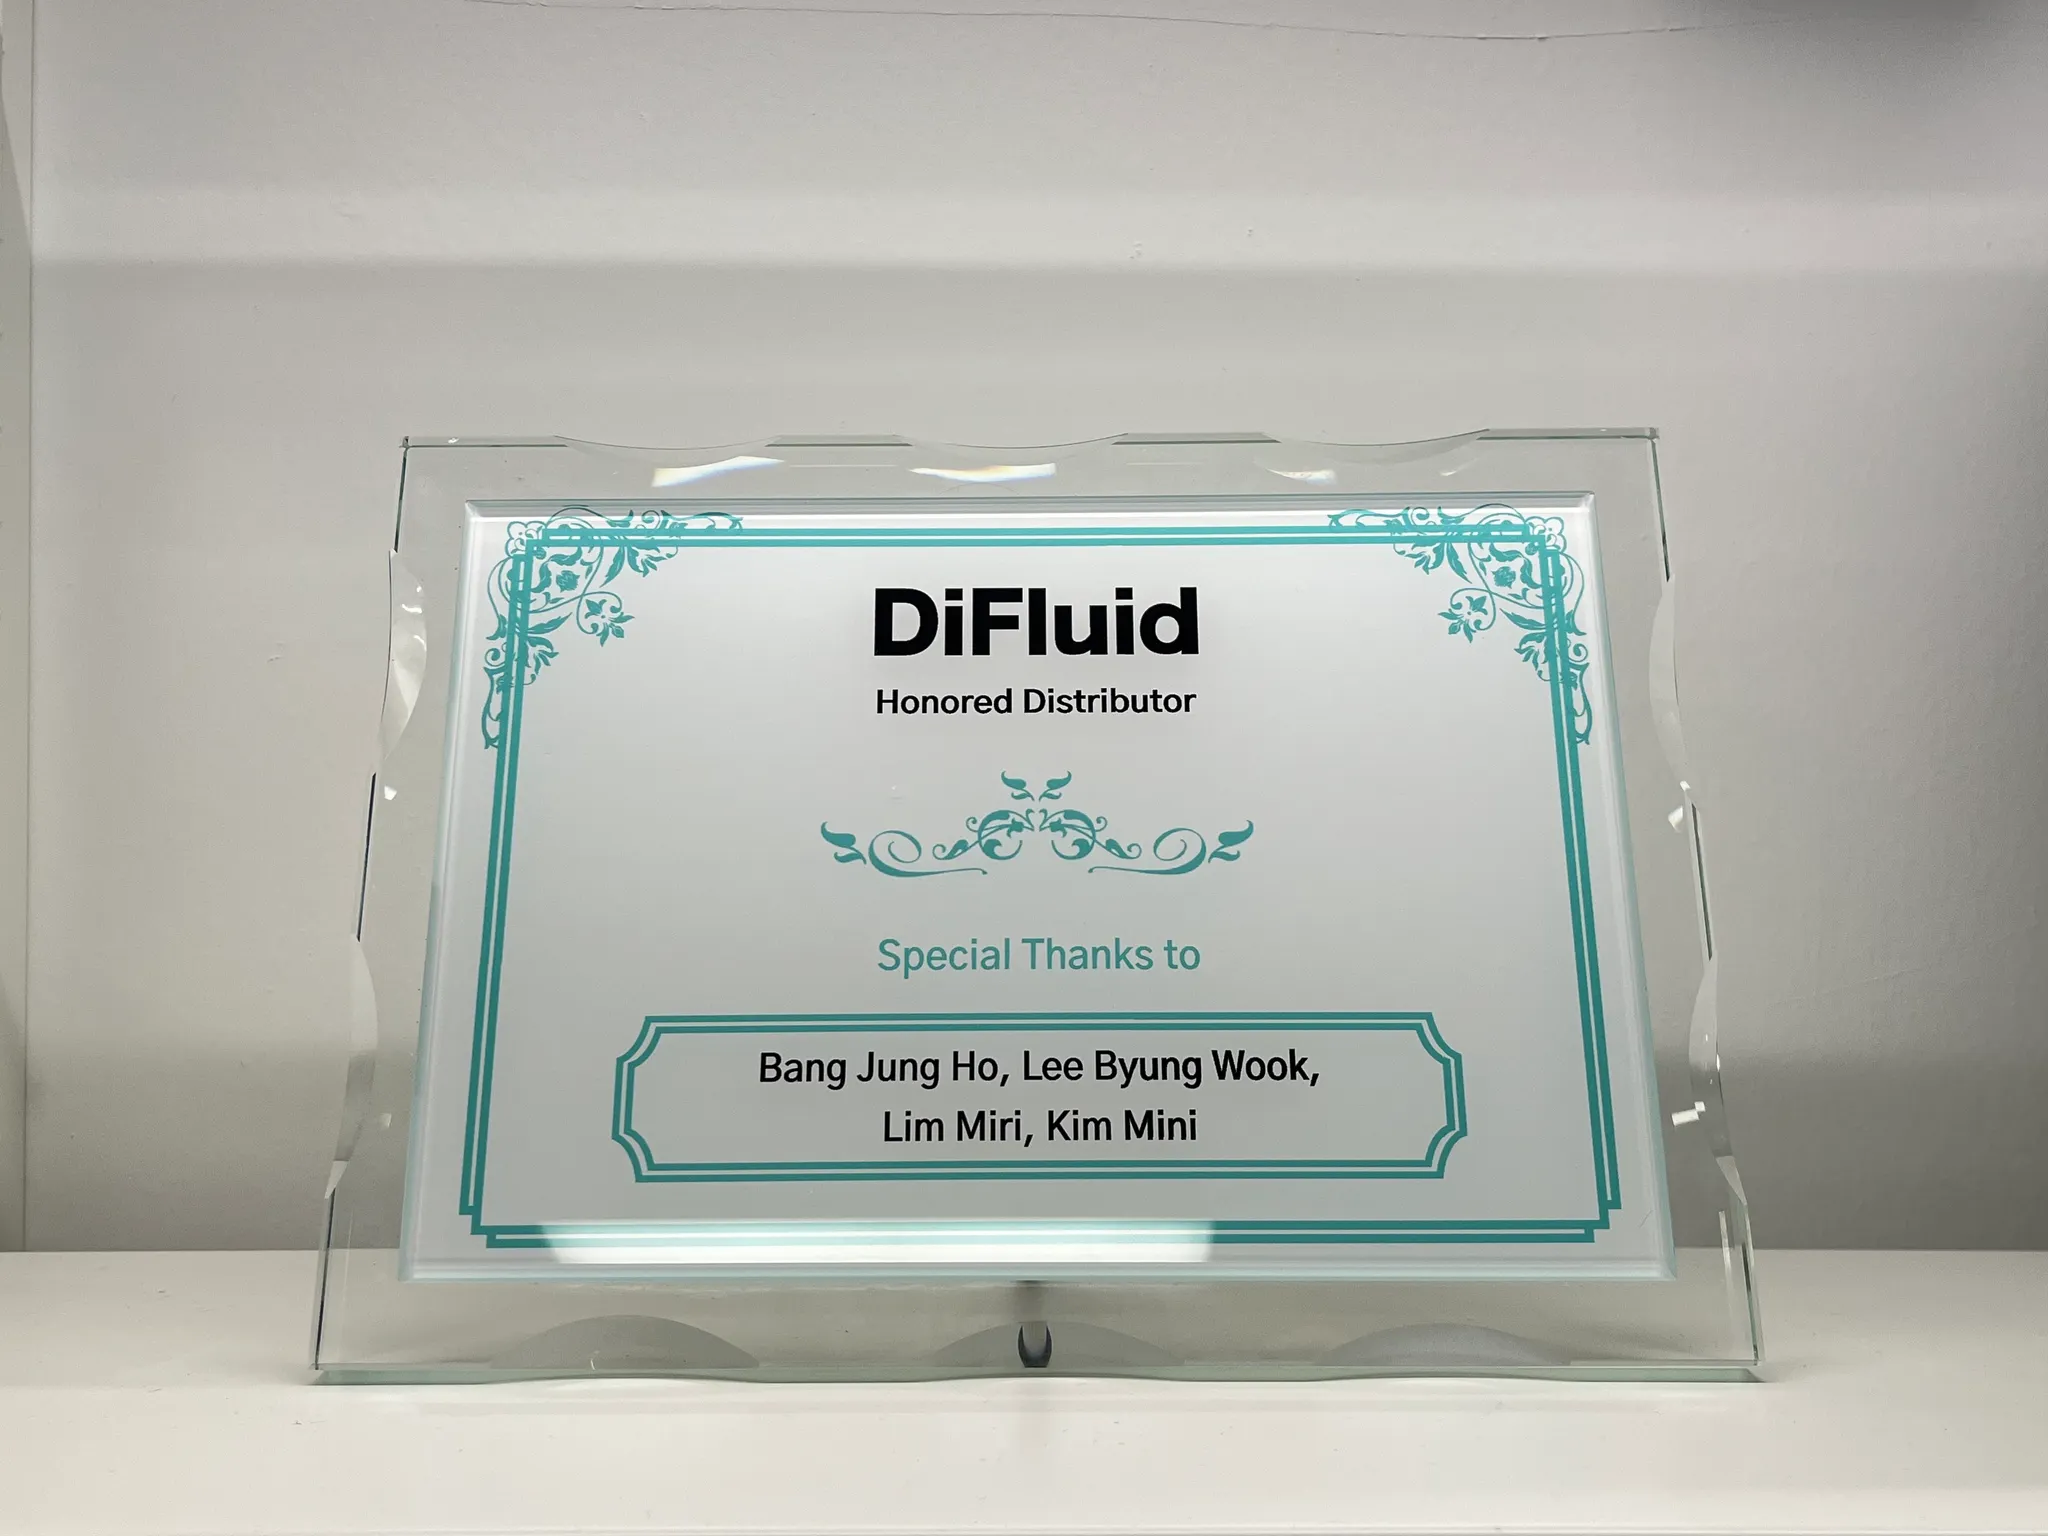 DiFluid
Honored Distributor
Special Thanks to
Bang Jung Ho, Lee Byung Wook,
Lim Miri, Kim Mini